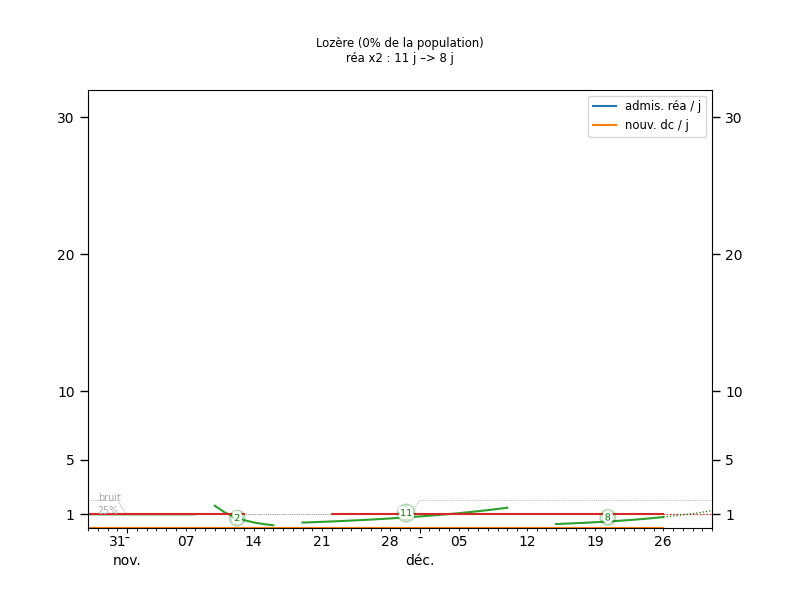 Lozère (0% de la population)
réa x2 : 11 j –> 8 j
admis. réa / j
nouv. dc / j
30
30
20
20
10
10
5
5
bruit
25%
1
2
11
8
1
31 07 14 21 28 05 12 19 26
nov. déc.